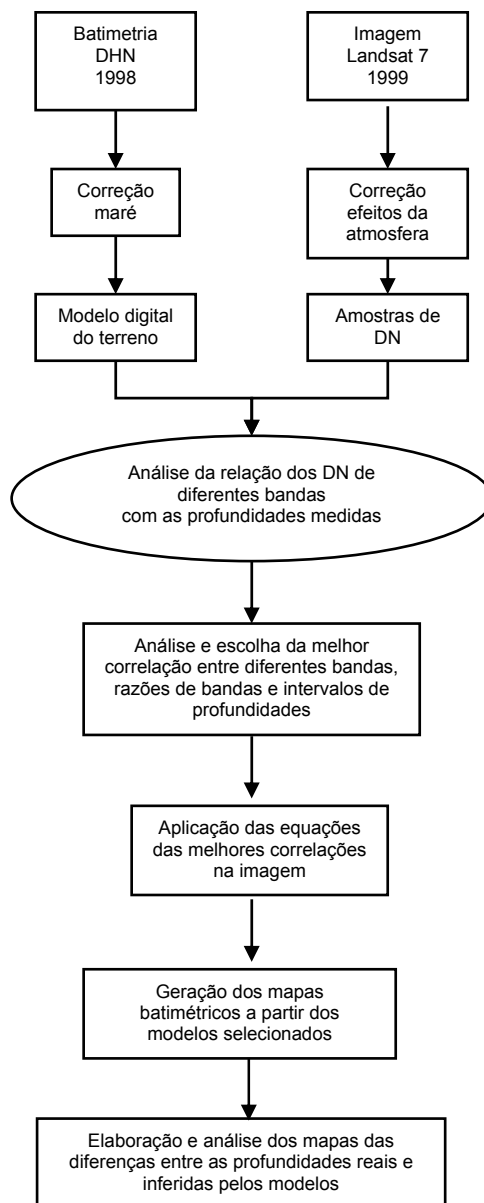 Batimetria
DHN
1998
Imagem
Landsat 7
1999
Correção
maré
Correção
efeitos da
atmosfera
Modelo digital
do terreno
Amostras de
DN
Análise da relação dos DN de
diferentes bandas
com as profundidades medidas
Análise e escolha da melhor
correlação entre diferentes bandas,
razões de bandas e intervalos de
profundidades
Aplicação das equações
das melhores correlações
na imagem
Geração dos mapas
batimétricos a partir dos
modelos selecionados
Elaboração e análise dos mapas das
diferenças entre as profundidades reais e
inferidas pelos modelos